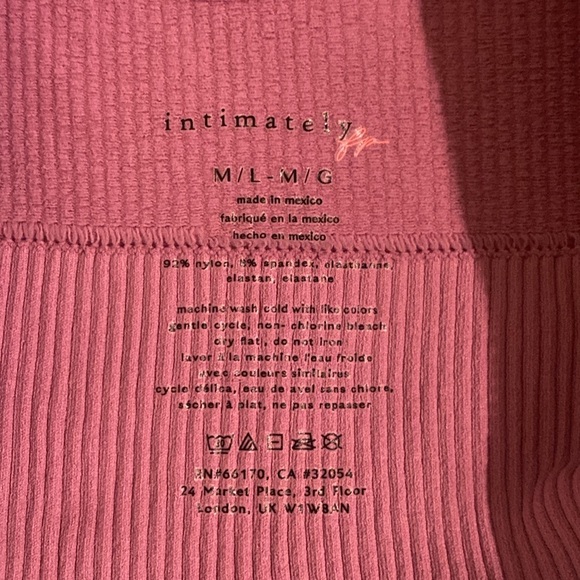 intimately fp
M/L - M/G
made in mexico
fabriqué en la mexico
hecho en mexico
92% nylon, 8% spandex, elasthanne,
elastan, elastane
machine wash cold with like colors
gentle cycle, non- chlorine bleach
dry flat, do not iron
laver à la machine l'eau froide
avec couleurs similairus
cycle délica, eau de avel sans chlore,
sécher à plat, ne pas repasser
RN#66170, CA #32054
24 Market Place, 3rd Floor
London, UK W1W8AN